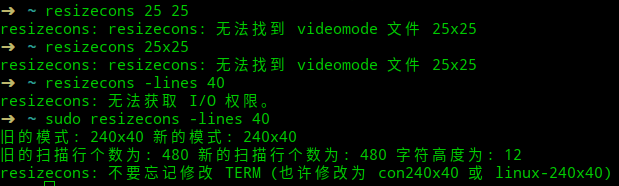 ➜ ~ resizecons 25 25
resizecons: resizecons: 无法找到 videomode 文件 25x25
➜ ~ resizecons 25x25
resizecons: resizecons: 无法找到 videomode 文件 25x25
➜ ~ resizecons -lines 40
resizecons: 无法获取 I/O 权限。
➜ ~ sudo resizecons -lines 40
旧的模式: 240x40 新的模式: 240x40
旧的扫描行个数为: 480 新的扫描行个数为: 480 字符高度为: 12
resizecons: 不要忘记修改 TERM (也许修改为 con240x40 或 linux-240x40)